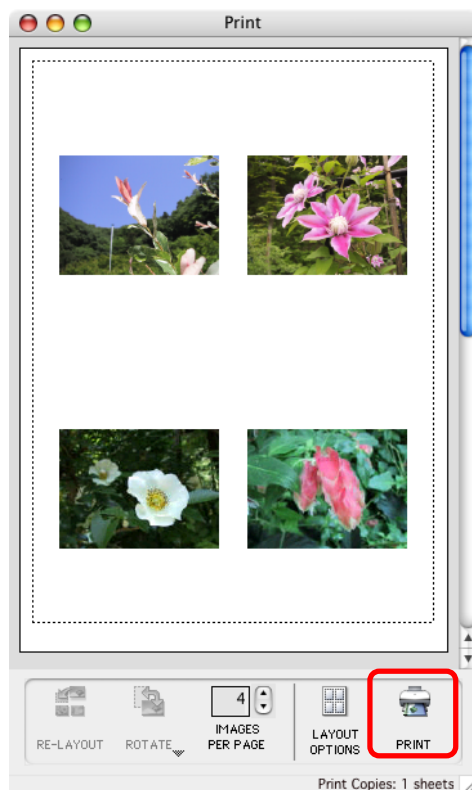 Print
4
RE-LAYOUT
ROTATE
IMAGES
PER PAGE
LAYOUT
OPTIONS
PRINT
Print Copies: 1 sheets